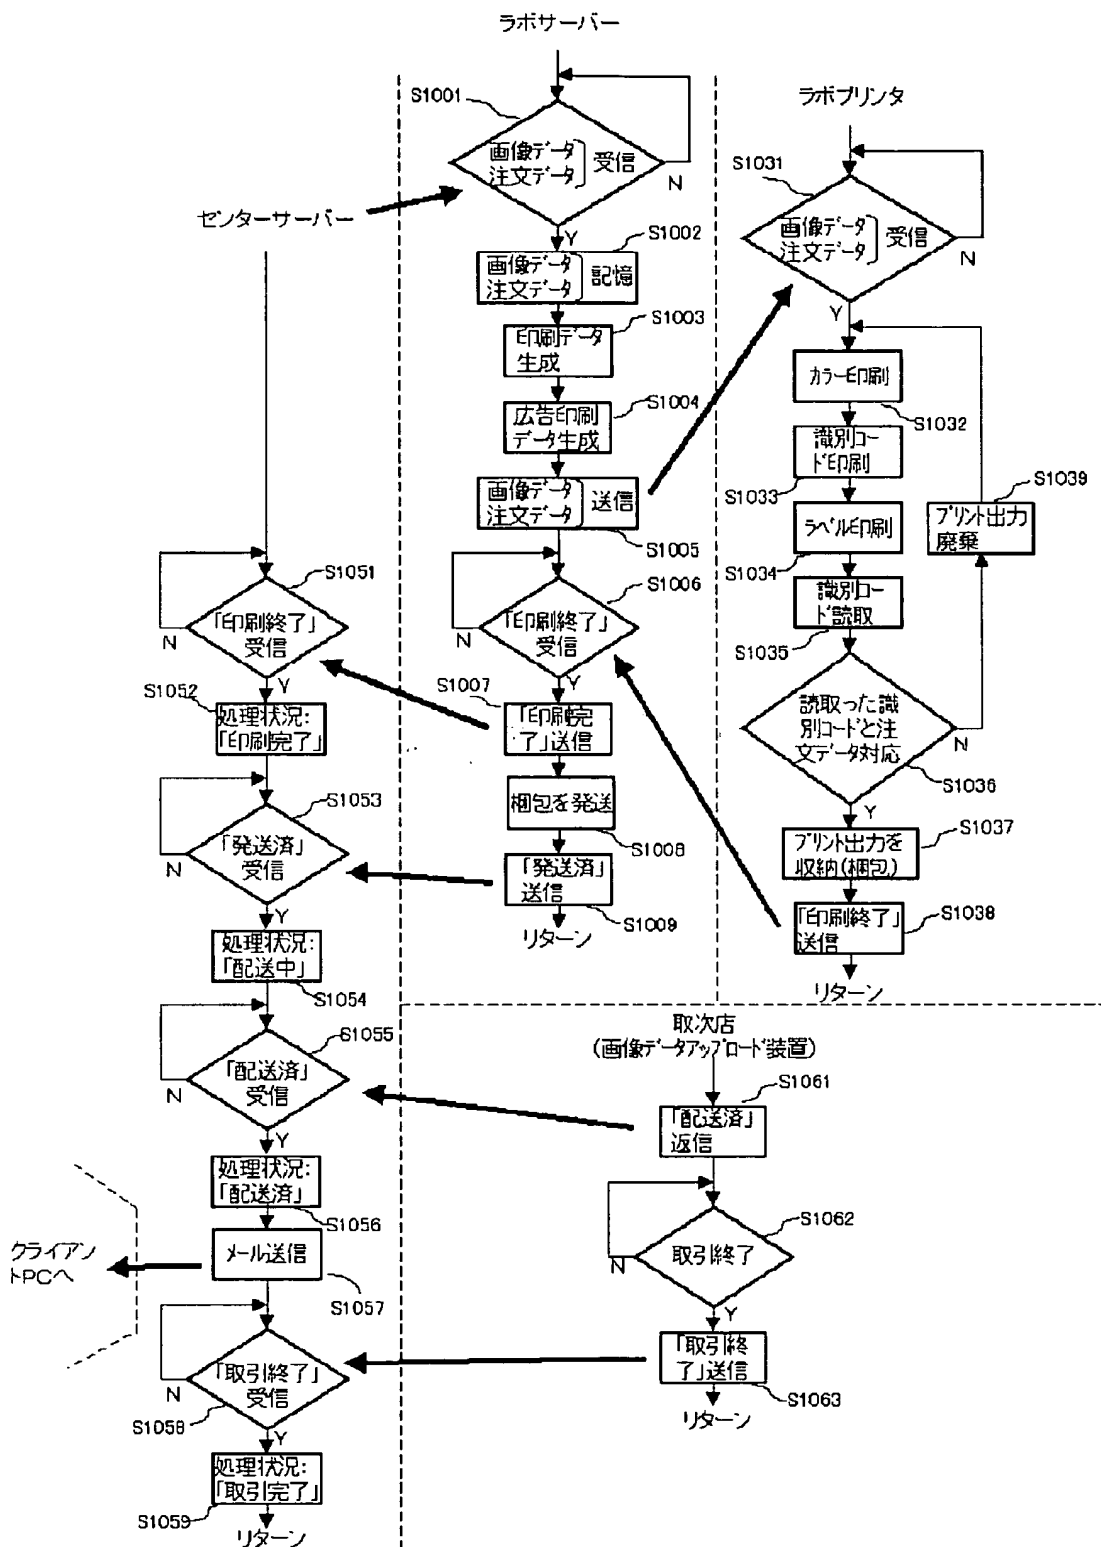 ラボサーバー
S1001
画像データ
注文データ
受信
N
Y
S1002
画像データ
注文データ
記憶
S1003
印刷データ
生成
S1004
広告印刷
データ生成
画像データ
注文データ
送信
S1005
S1006
「印刷終了」
受信
N
Y
S1007
「印刷完
了」送信
梱包を発送
S1008
「発送済」
送信
S1009
リターン
ラボプリンタ
S1031
画像データ
注文データ
受信
N
Y
カラー印刷
S1032
識別コー
ド印刷
S1033
ラベル印刷
S1034
識別コー
ド読取
S1035
S1039
プリント出力
廃棄
読取った識
別コードと注
文データ対応
N
S1036
Y
S1037
プリント出力を
収納(梱包)
S1038
「印刷終了」
送信
リターン
センターサーバー
S1051
「印刷終了」
受信
N
Y
S1052
処理状況:
「印刷完了」
S1053
「発送済」
受信
N
Y
処理状況:
「配送中」
S1054
S1055
「配送済」
受信
N
Y
処理状況:
「配送済」
S1056
メール送信
S1057
クライアン
トPCへ
「取引終了」
受信
N
S1058
Y
処理状況:
「取引完了」
S1059
リターン
取次店
(画像データアップロード装置)
S1061
「配送済」
返信
S1062
取引終了
N
Y
「取引終
了」送信
S1063
リターン